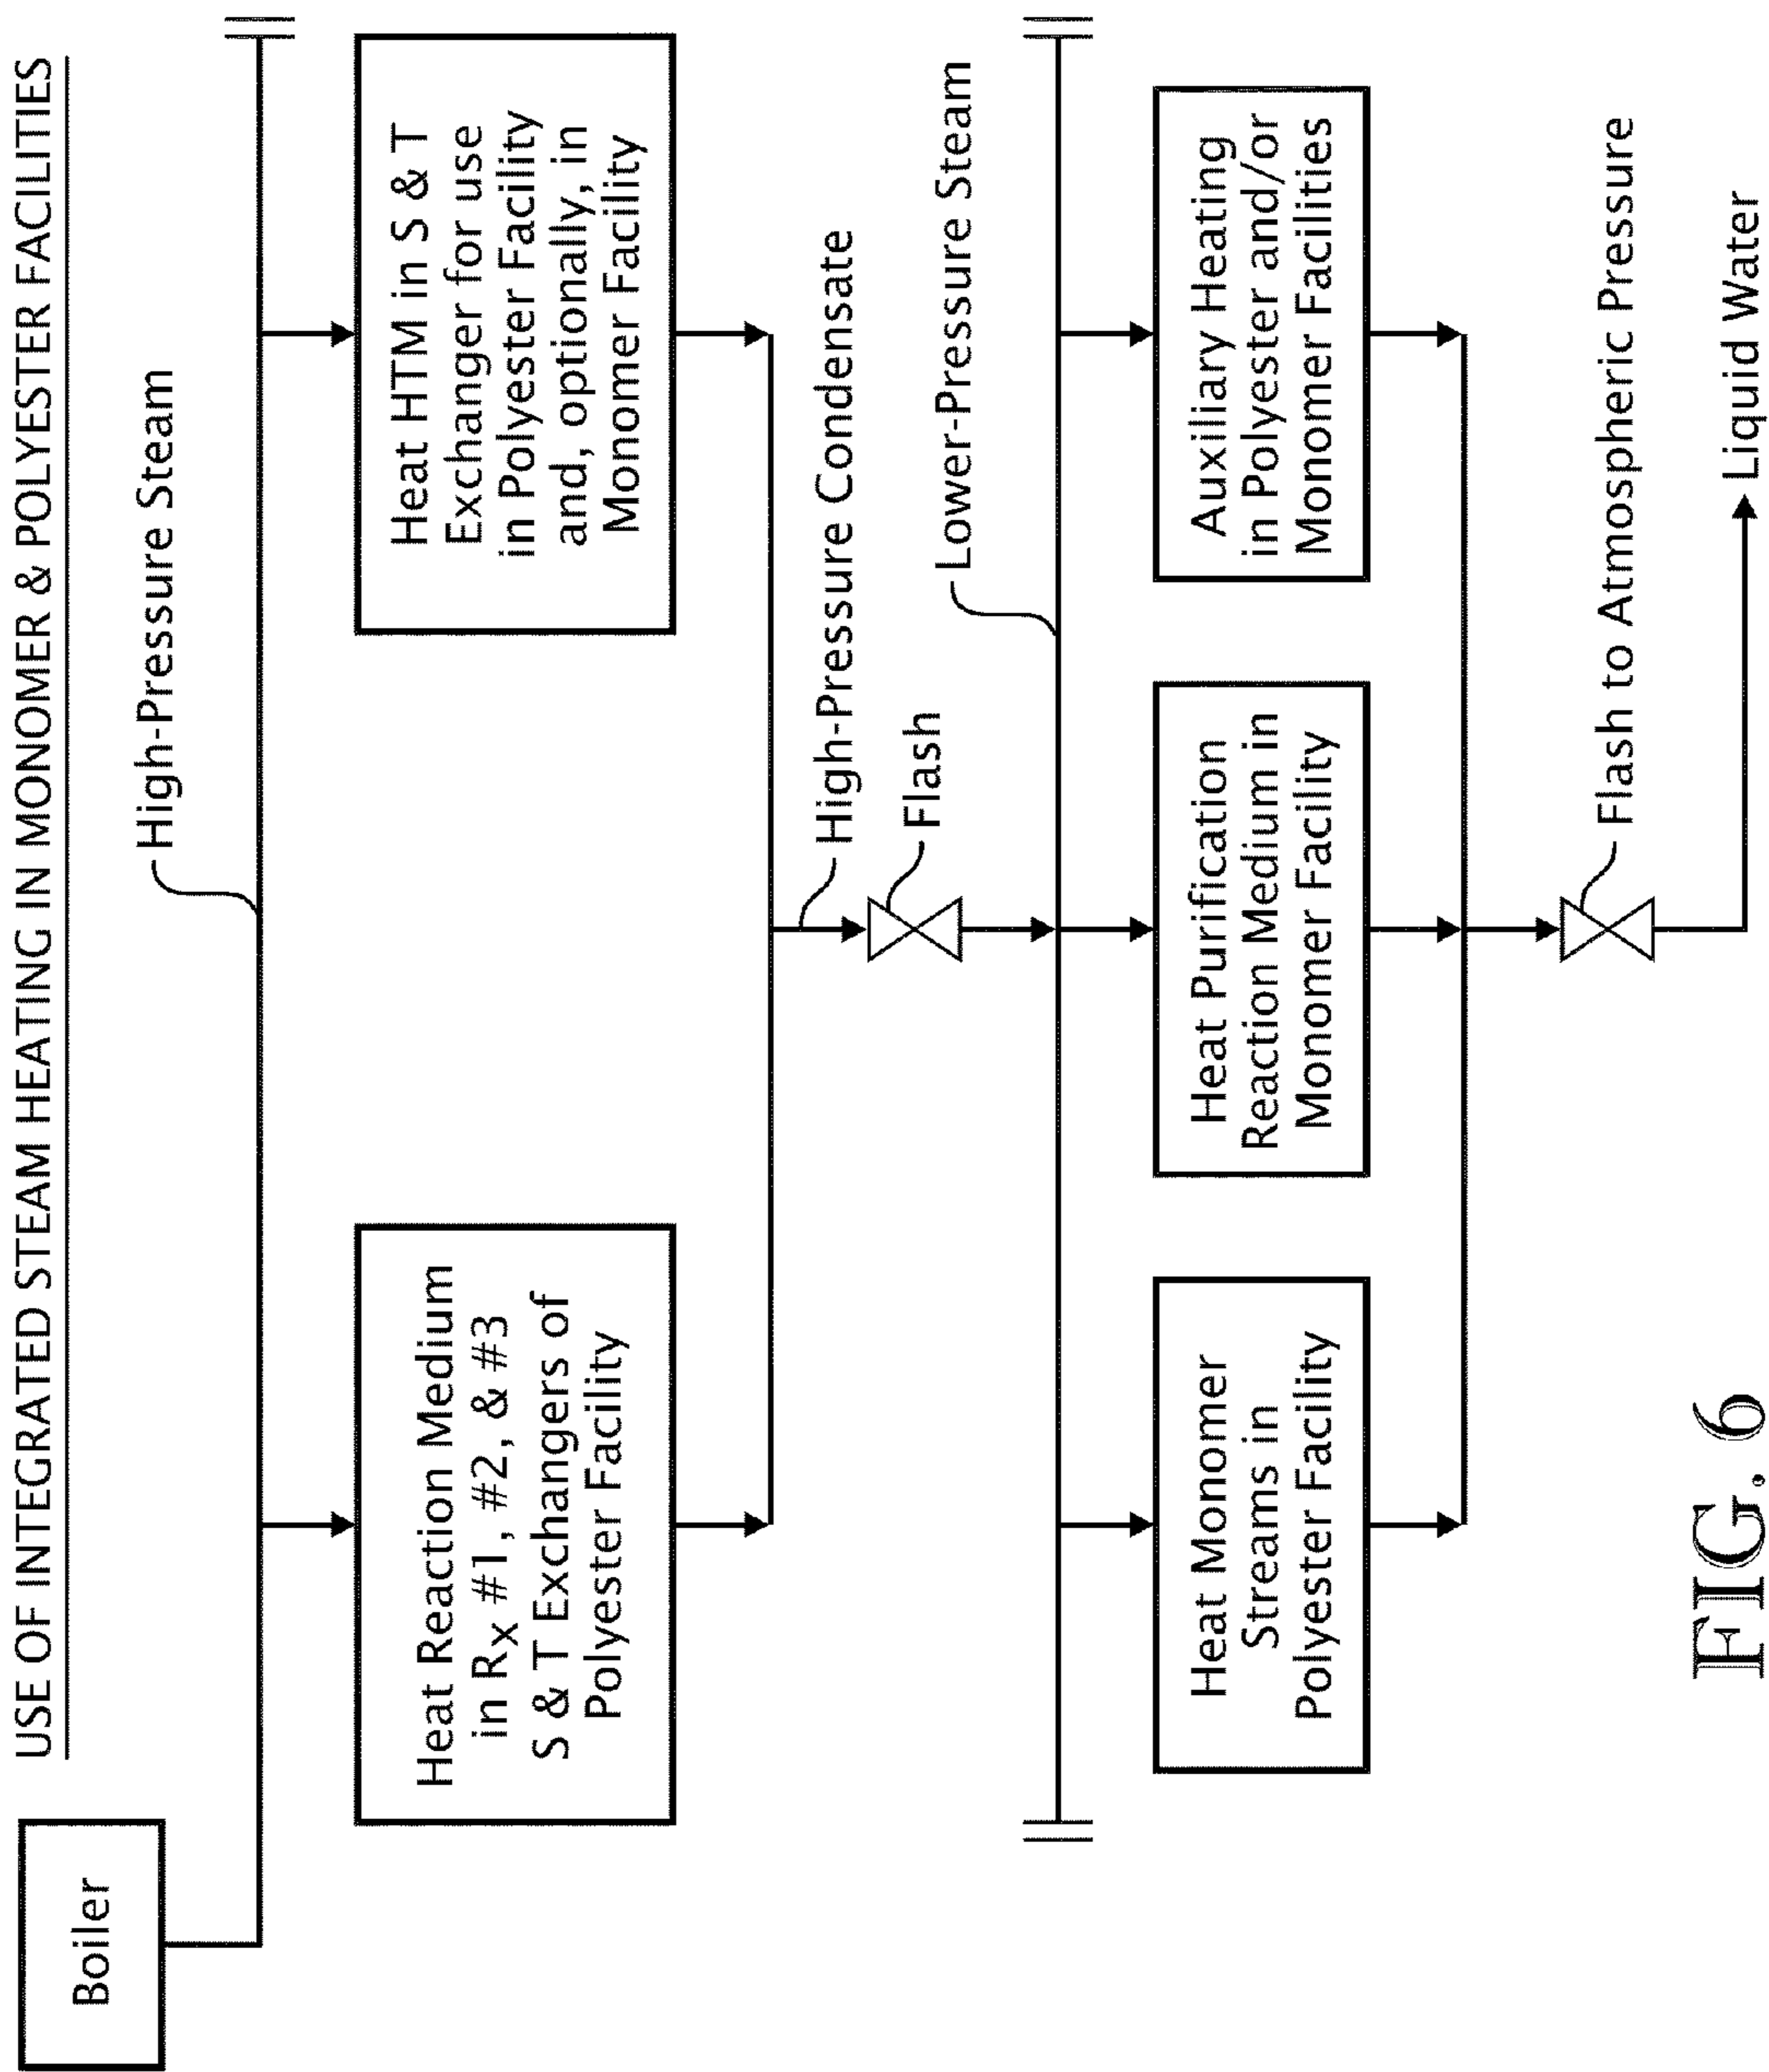 USE OF INTEGRATED STEAM HEATING IN MONOMER & POLYESTER FACILITIES
Boiler
High-Pressure Steam
Heat Reaction Medium
in Rx #1, #2, & #3
S & T Exchangers of
Polyester Facility
Heat HTM in S & T
Exchanger for use
in Polyester Facility
and, optionally, in
Monomer Facility
High-Pressure Condensate
Flash
Lower-Pressure Steam
Heat Monomer
Streams in
Polyester Facility
Heat Purification
Reaction Medium in
Monomer Facility
Auxiliary Heating
in Polyester and/or
Monomer Facilities
Flash to Atmospheric Pressure
Liquid Water
FIG. 6